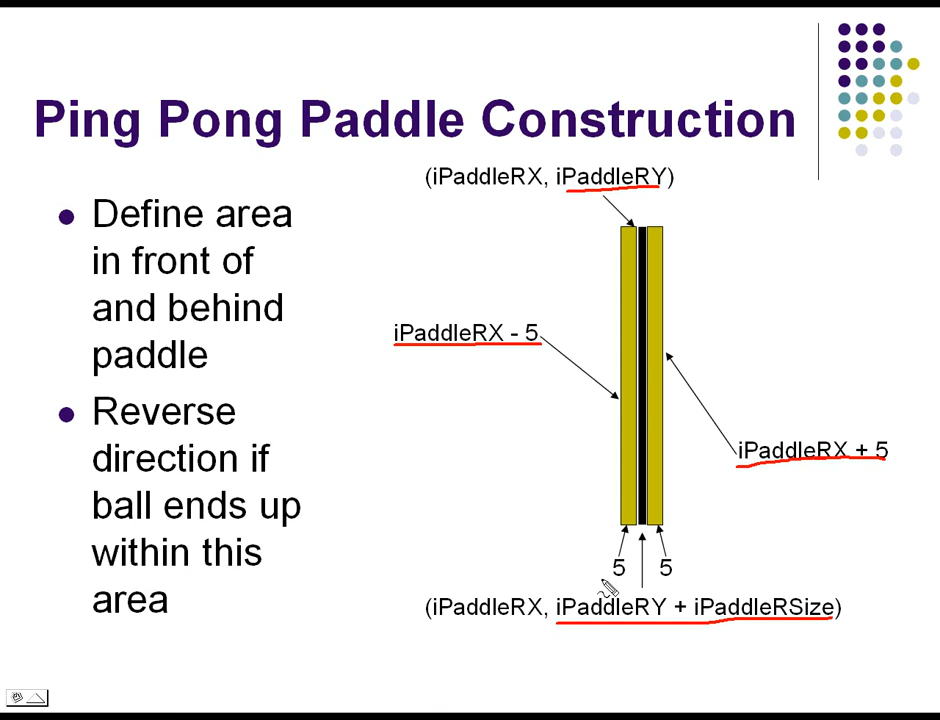 Ping Pong Paddle Construction
(iPaddleRX, iPaddleRY)
Define area
in front of
and behind
paddle
Reverse
direction if
ball ends up
within this
area
iPaddleRX - 5
iPaddleRX + 5
5 5
(iPaddleRX, iPaddleRY + iPaddleRSize)